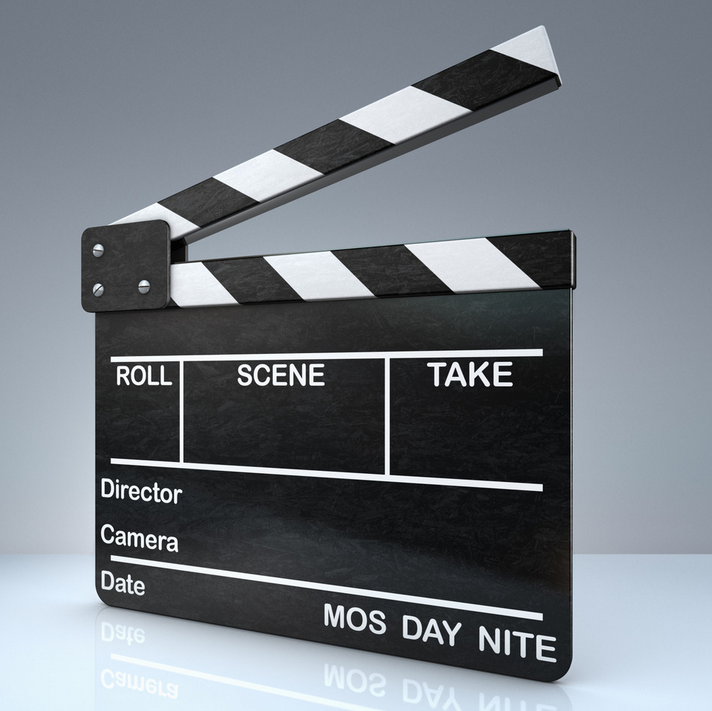 ROLL SCENE TAKE
Director
Camera
Date
MOS DAY NITE